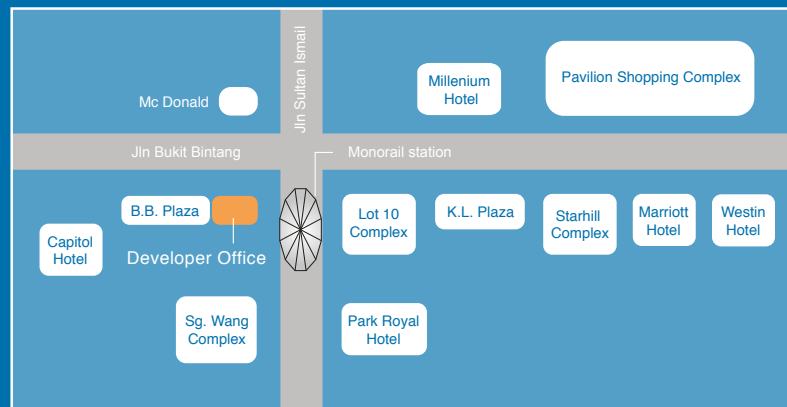 Jln Sultan Ismail
Mc Donald
Millenium
Hotel
Pavilion Shopping Complex
Jln Bukit Bintang
Monorail station
B.B. Plaza
Developer Office
Capitol
Hotel
Sg. Wang
Complex
Lot 10
Complex
K.L. Plaza
Starhill
Complex
Marriott
Hotel
Westin
Hotel
Park Royal
Hotel